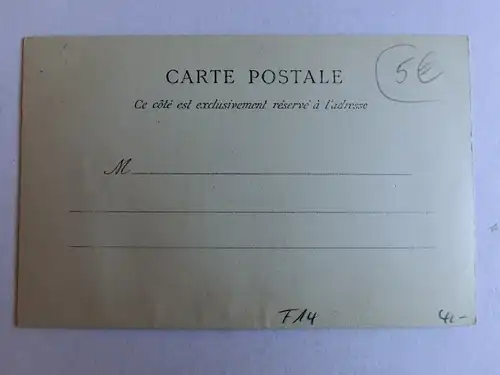 CARTE POSTALE
5€
Ce côté est exclusivement réservé à l'adresse
M
F14
4.-